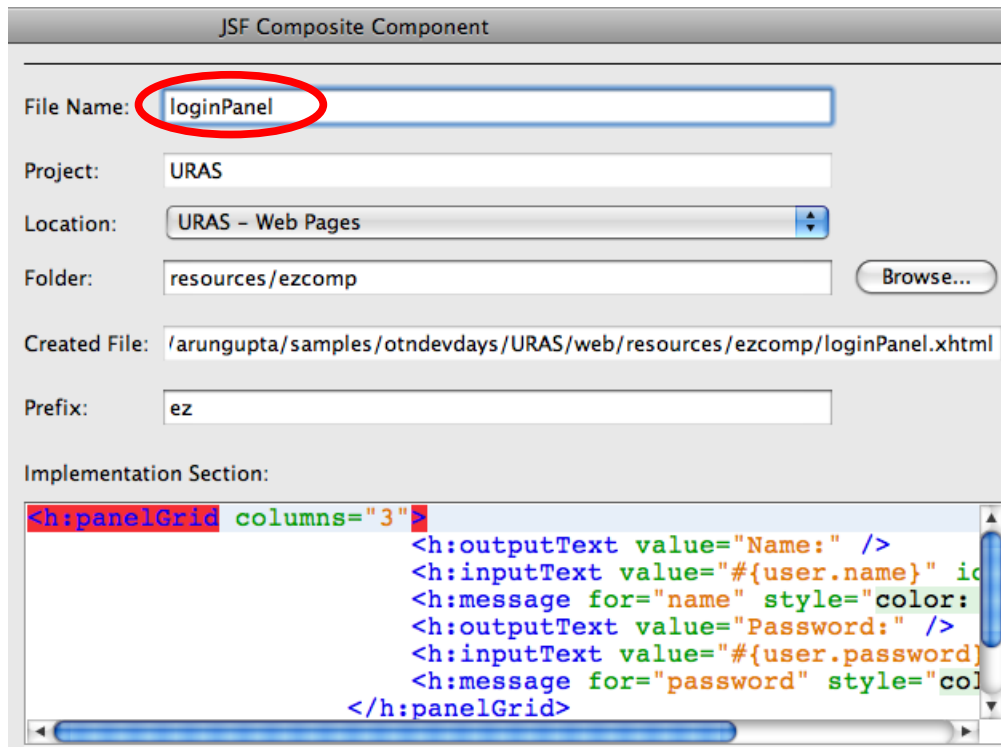 JSF Composite Component
File Name: loginPanel
Project: URAS
Location: URAS – Web Pages
Folder: resources/ezcomp Browse...
Created File: /arungupta/samples/otndevdays/URAS/web/resources/ezcomp/loginPanel.xhtml
Prefix: ez
Implementation Section:
<h:panelGrid columns="3">
<h:outputText value="Name:" />
<h:inputText value="#{user.name}" id
<h:message for="name" style="color:
<h:outputText value="Password:" />
<h:inputText value="#{user.password}
<h:message for="password" style="col
</h:panelGrid>